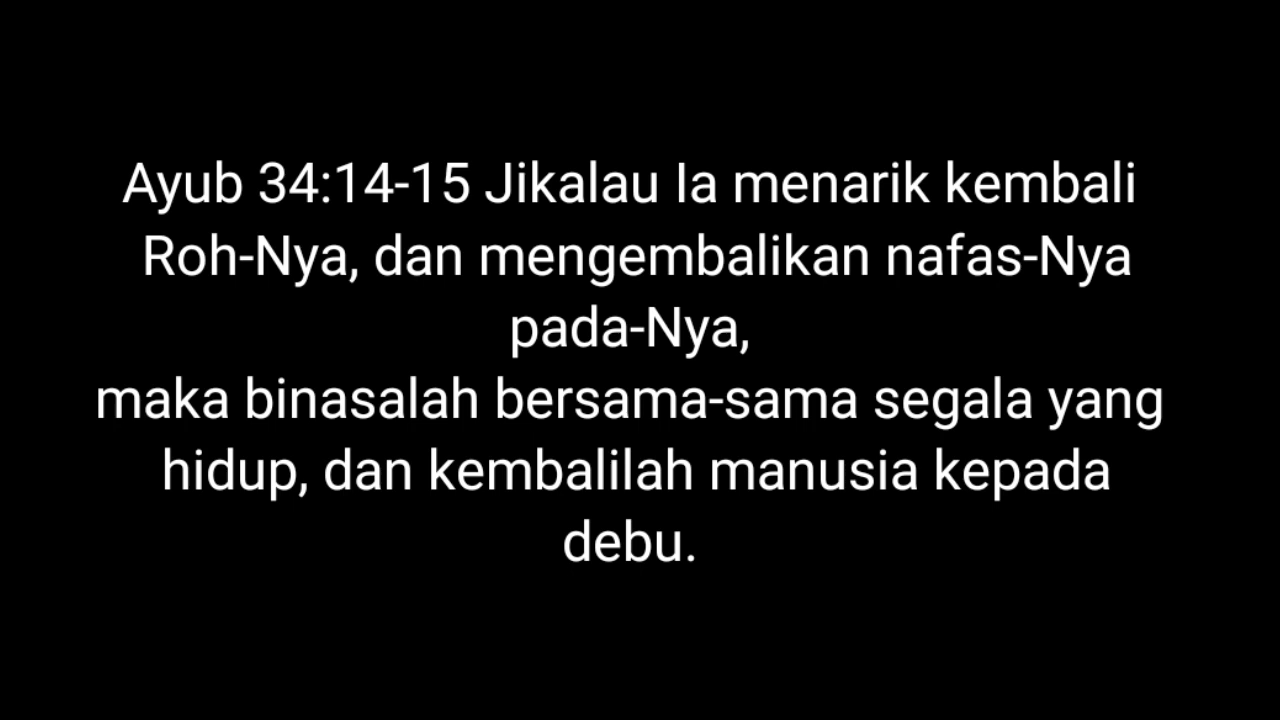 Ayub 34:14-15 Jikalau Ia menarik kembali
Roh-Nya, dan mengembalikan nafas-Nya
pada-Nya,
maka binasalah bersama-sama segala yang
hidup, dan kembalilah manusia kepada
debu.